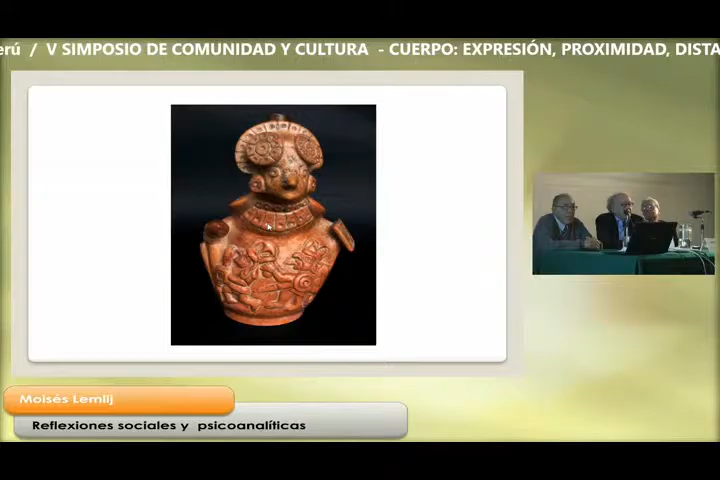 erú / V SIMPOSIO DE COMUNIDAD Y CULTURA - CUERPO: EXPRESIÓN, PROXIMIDAD, DISTA
Moisés Lemlij
Reflexiones sociales y psicoanalíticas